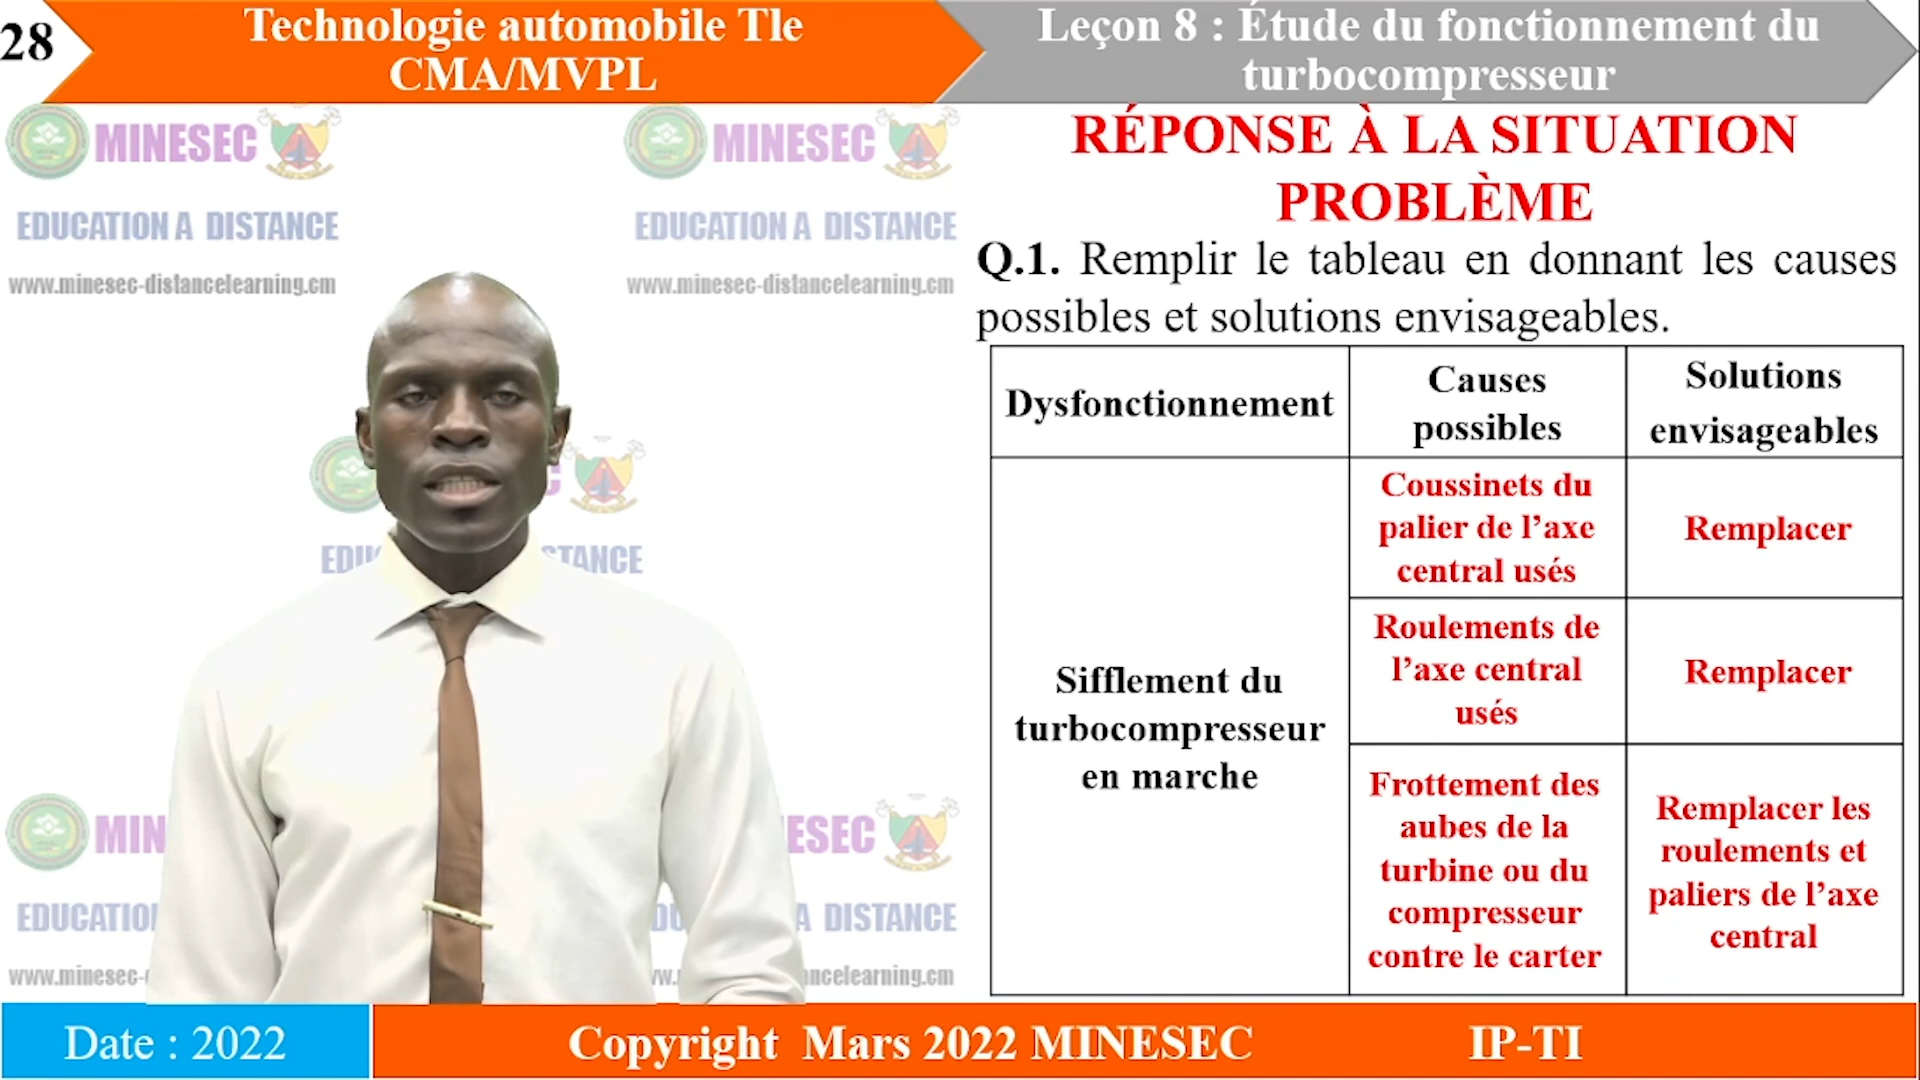 28
Technologie automobile Tle
CMA/MVPL
Leçon 8 : Étude du fonctionnement du
turbocompresseur
MINESEC
EDUCATION A DISTANCE
www.minesec-distancelearning.cm
MINESEC
EDUCATION A DISTANCE
www.minesec-distancelearning.cm
RÉPONSE À LA SITUATION
PROBLÈME
Q.1. Remplir le tableau en donnant les causes
possibles et solutions envisageables.
Dysfonctionnement
Causes
possibles
Solutions
envisageables
Sifflement du
turbocompresseur
en marche
Coussinets du
palier de l’axe
central usés
Remplacer
Roulements de
l’axe central
usés
Remplacer
Frottement des
aubes de la
turbine ou du
compresseur
contre le carter
Remplacer les
roulements et
paliers de l’axe
central
Date : 2022
Copyright Mars 2022 MINESEC
IP-TI